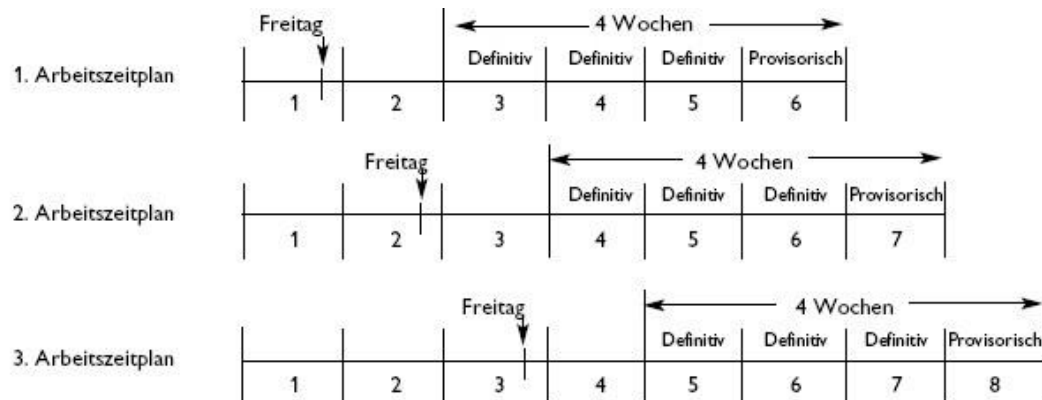 Freitag
4 Wochen
1. Arbeitszeitplan
Definitiv Definitiv Definitiv Provisorisch
1 2 3 4 5 6
Freitag
4 Wochen
2. Arbeitszeitplan
Definitiv Definitiv Definitiv Provisorisch
1 2 3 4 5 6 7
Freitag
4 Wochen
3. Arbeitszeitplan
Definitiv Definitiv Definitiv Provisorisch
1 2 3 4 5 6 7 8